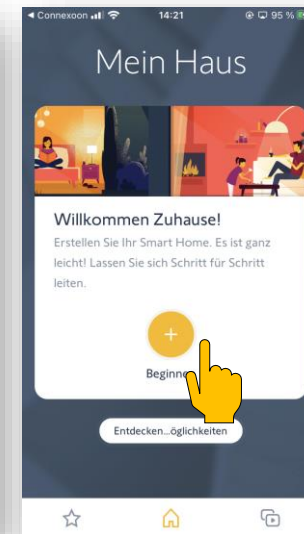 ◀ Connexoon 14:21 95 %
Mein Haus
Willkommen Zuhause!
Erstellen Sie Ihr Smart Home. Es ist ganz
leicht! Lassen Sie sich Schritt für Schritt
leiten.
Beginne
Entdecken...öglichkeiten